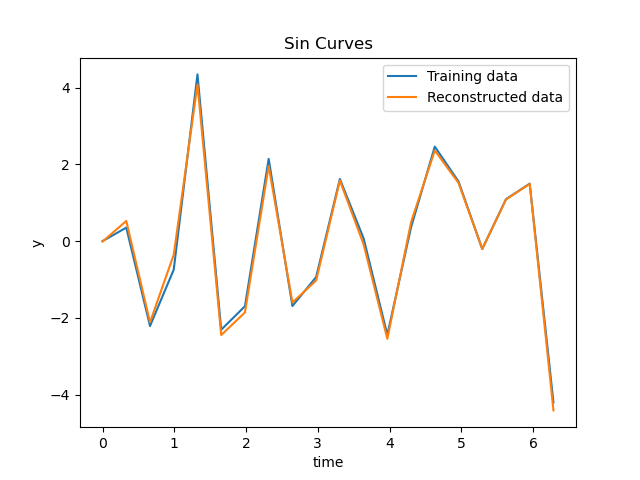 Sin Curves
Training data
Reconstructed data
4
2
0
−2
−4
y
0 1 2 3 4 5 6
time